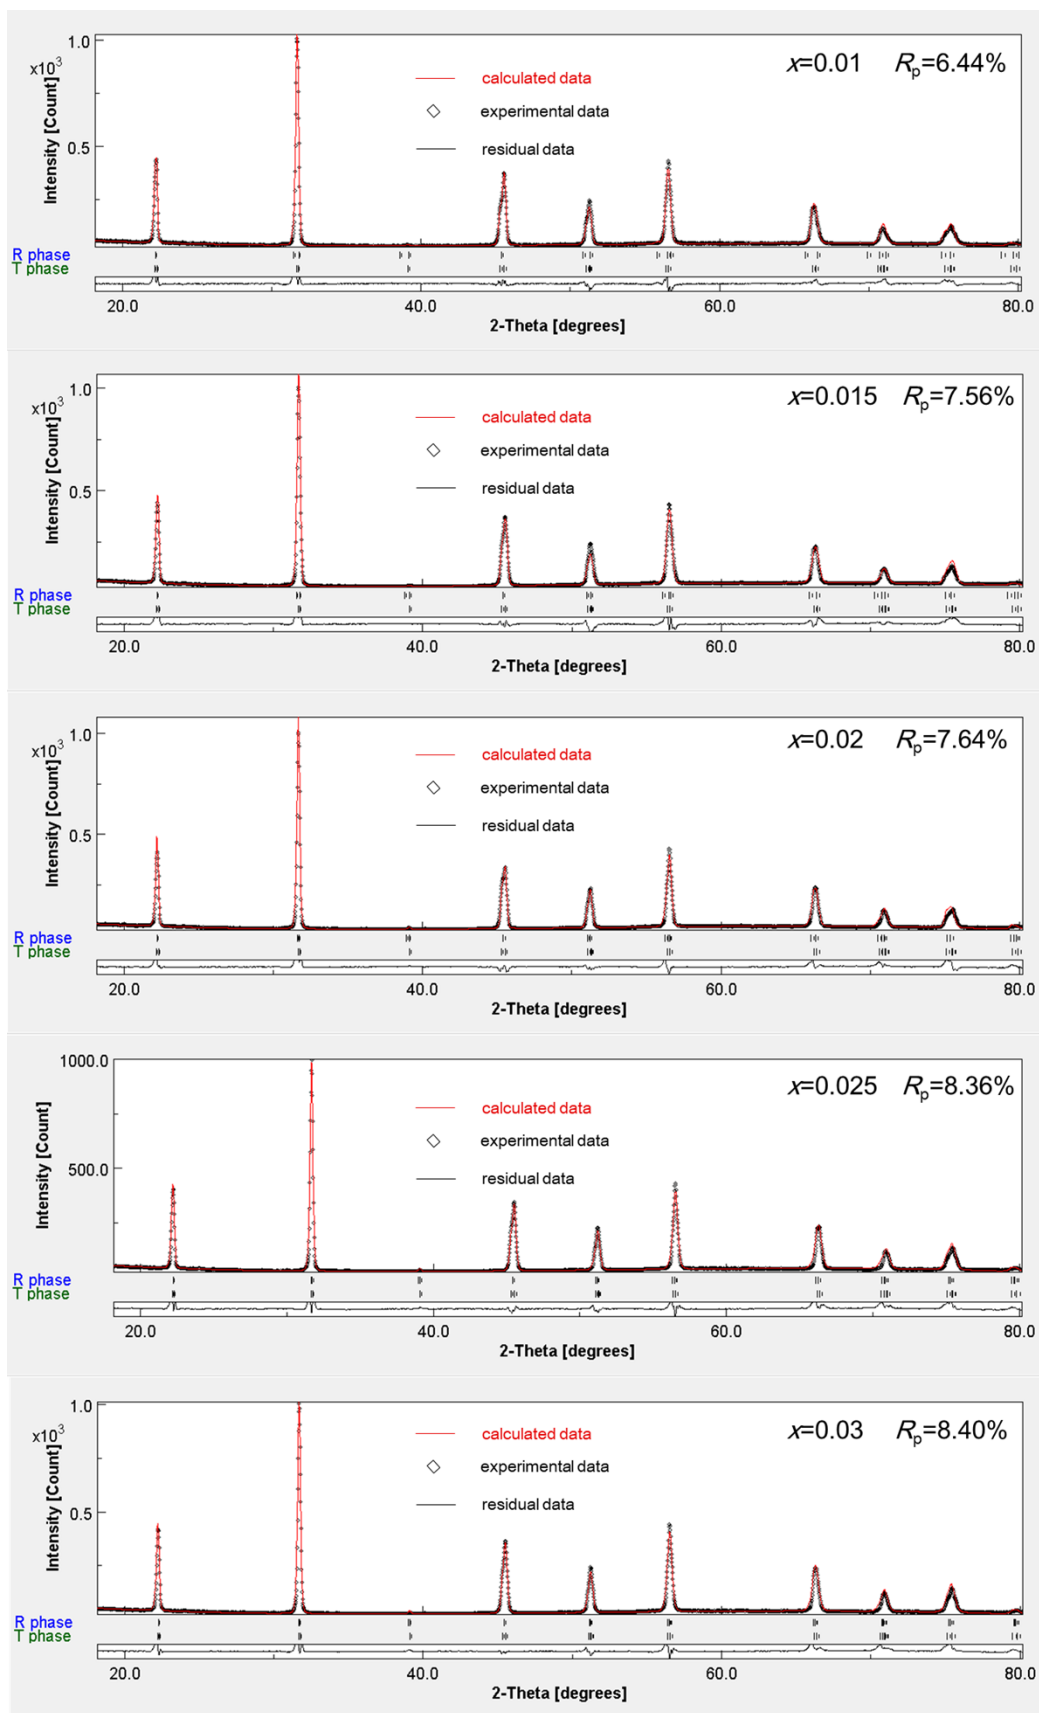 x=0.01 Rp=6.44%
1.0
x10³
0.5
Intensity [Count]
calculated data
experimental data
residual data
R phase
T phase
20.0 40.0 60.0 80.0
2-Theta [degrees]
x=0.015 Rp=7.56%
1.0
x10³
0.5
Intensity [Count]
calculated data
experimental data
residual data
R phase
T phase
20.0 40.0 60.0 80.0
2-Theta [degrees]
x=0.02 Rp=7.64%
1.0
x10³
0.5
Intensity [Count]
calculated data
experimental data
residual data
R phase
T phase
20.0 40.0 60.0 80.0
2-Theta [degrees]
1000.0
x=0.025 Rp=8.36%
500.0
Intensity [Count]
calculated data
experimental data
residual data
R phase
T phase
20.0 40.0 60.0 80.0
2-Theta [degrees]
1.0
x=0.03 Rp=8.40%
x10³
0.5
Intensity [Count]
calculated data
experimental data
residual data
R phase
T phase
20.0 40.0 60.0 80.0
2-Theta [degrees]